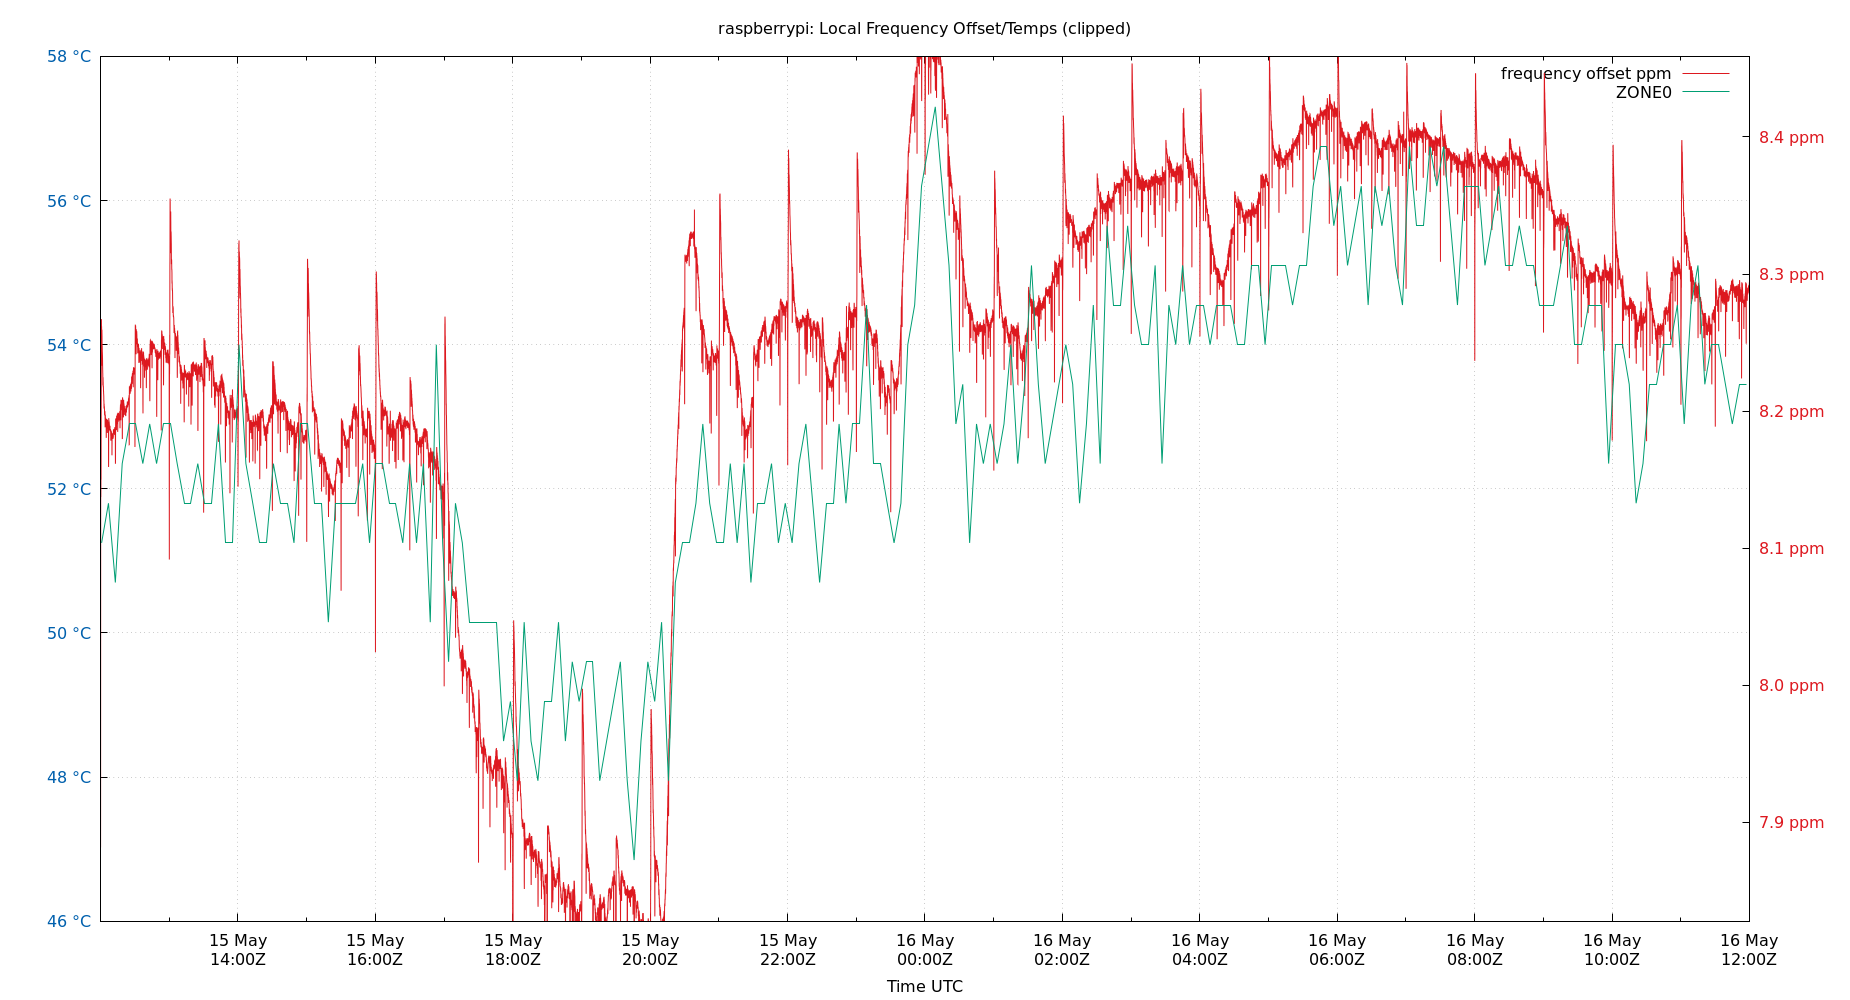 raspberrypi: Local Frequency Offset/Temps (clipped)
frequency offset ppm
ZONE0
58 °C
56 °C
54 °C
52 °C
50 °C
48 °C
46 °C
8.4 ppm
8.3 ppm
8.2 ppm
8.1 ppm
8.0 ppm
7.9 ppm
15 May 15 May 15 May 15 May 15 May 16 May 16 May 16 May 16 May 16 May 16 May 16 May
14:00Z 16:00Z 18:00Z 20:00Z 22:00Z 00:00Z 02:00Z 04:00Z 06:00Z 08:00Z 10:00Z 12:00Z
Time UTC